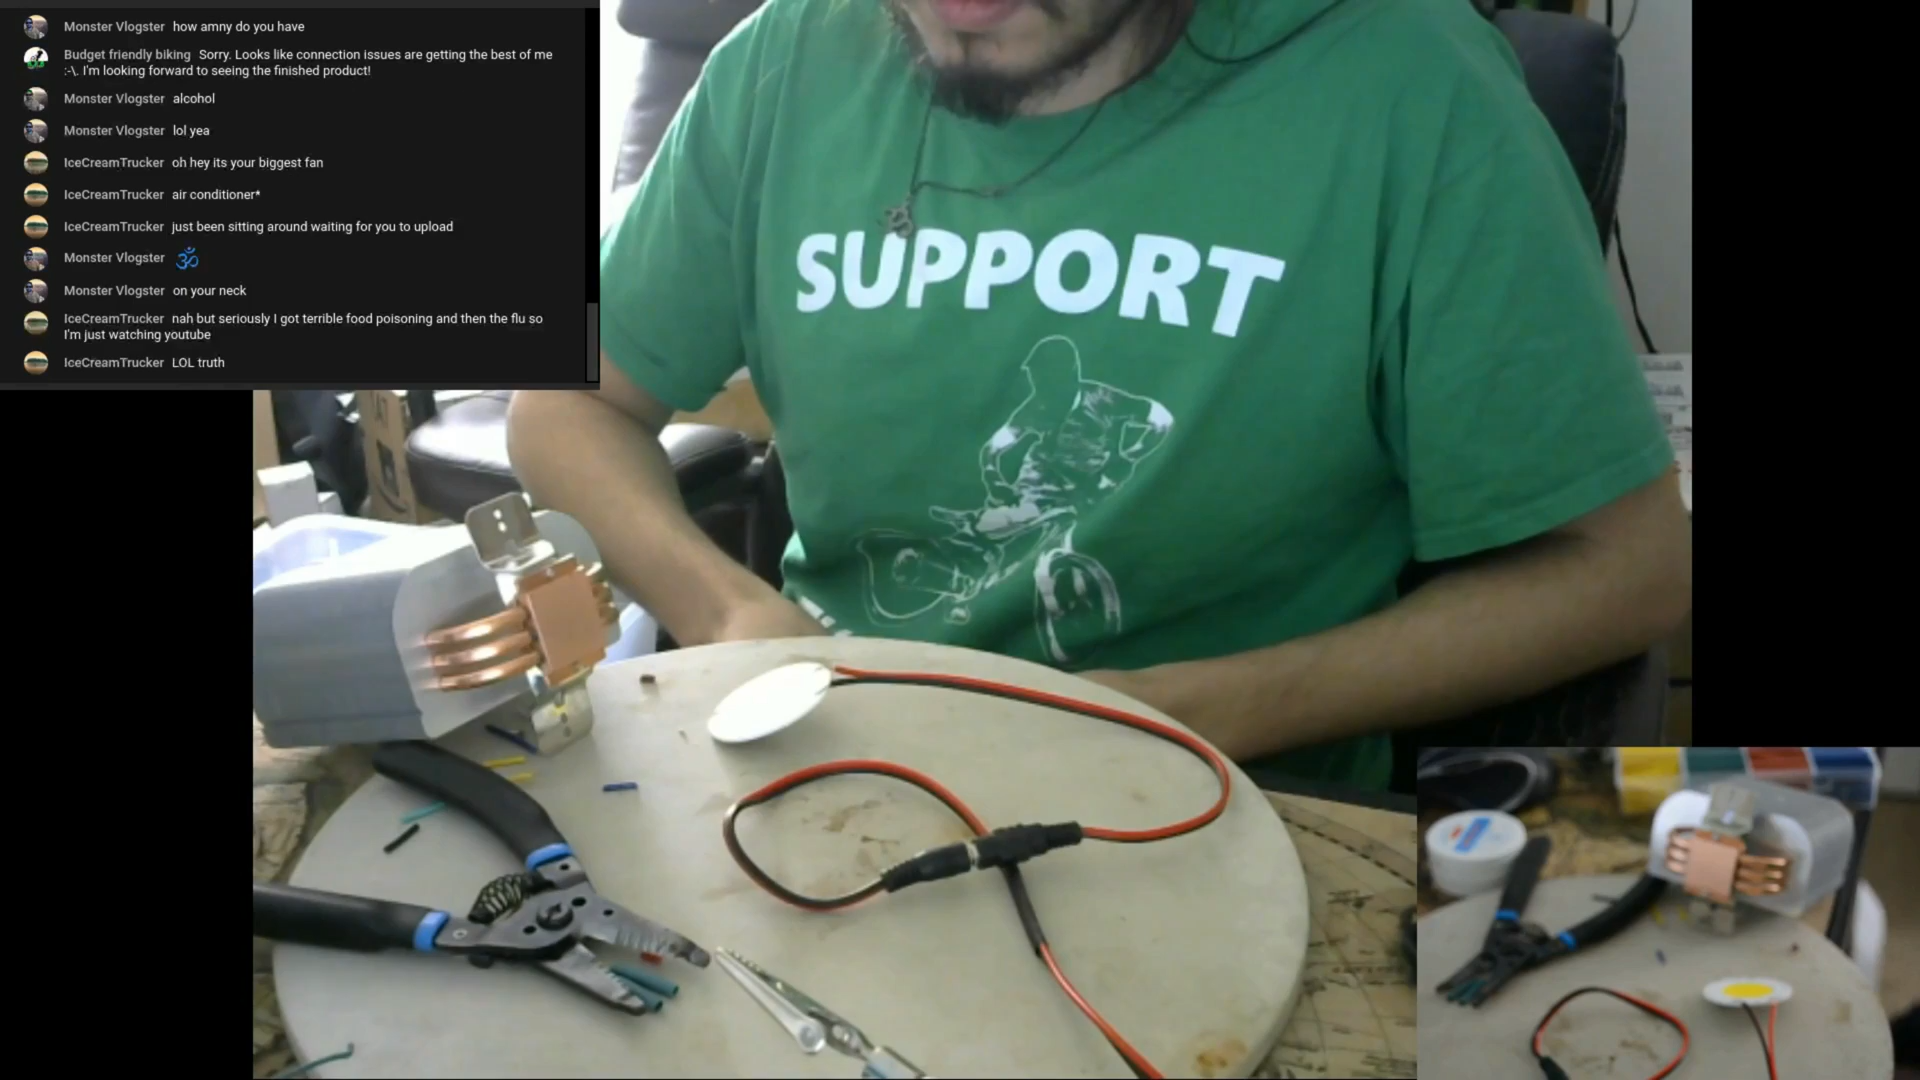 Monster Vlogster how amny do you have
Budget friendly biking Sorry. Looks like connection issues are getting the best of me
:-\. I'm looking forward to seeing the finished product!
Monster Vlogster alcohol
Monster Vlogster lol yea
IceCreamTrucker oh hey its your biggest fan
IceCreamTrucker air conditioner*
IceCreamTrucker just been sitting around waiting for you to upload
Monster Vlogster ॐ
Monster Vlogster on your neck
IceCreamTrucker nah but seriously I got terrible food poisoning and then the flu so
I'm just watching youtube
IceCreamTrucker LOL truth
SUPPORT